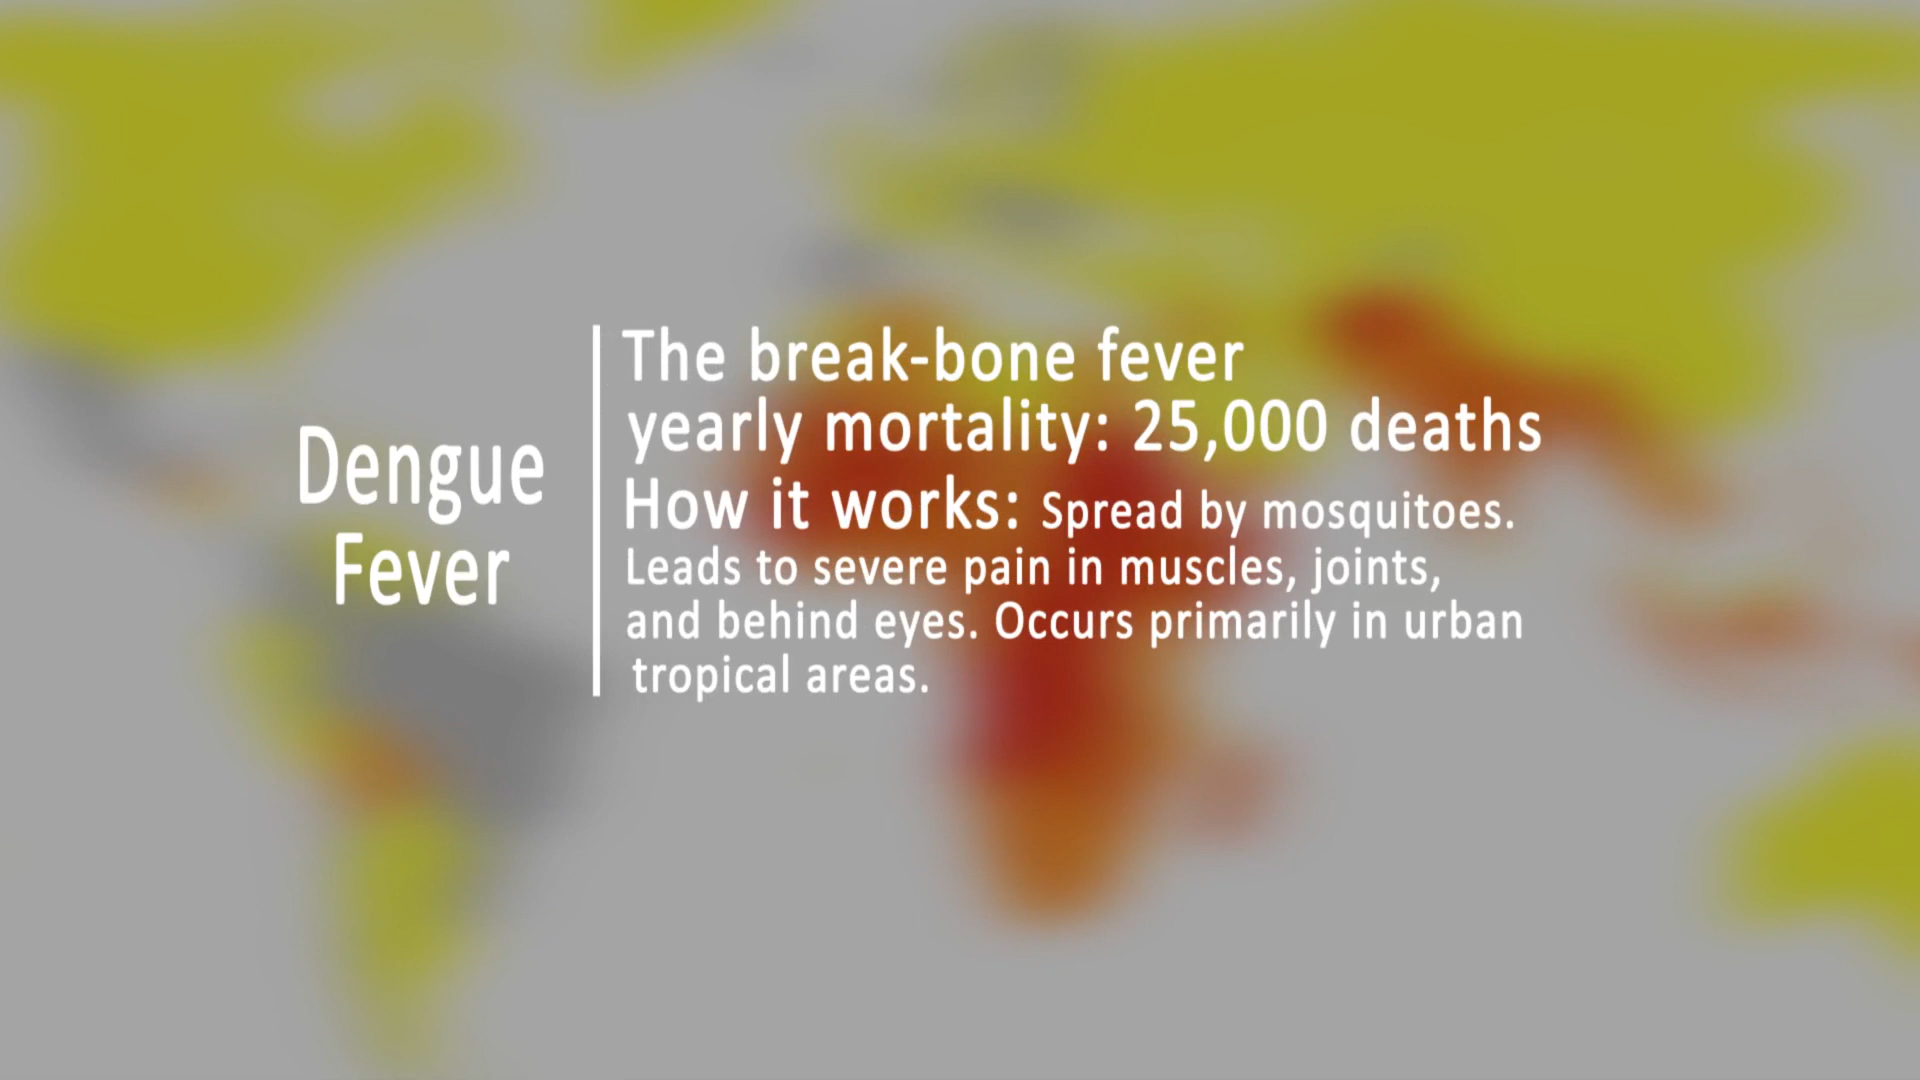 Dengue
Fever
The break-bone fever
yearly mortality: 25,000 deaths
How it works: Spread by mosquitoes.
Leads to severe pain in muscles, joints,
and behind eyes. Occurs primarily in urban
tropical areas.